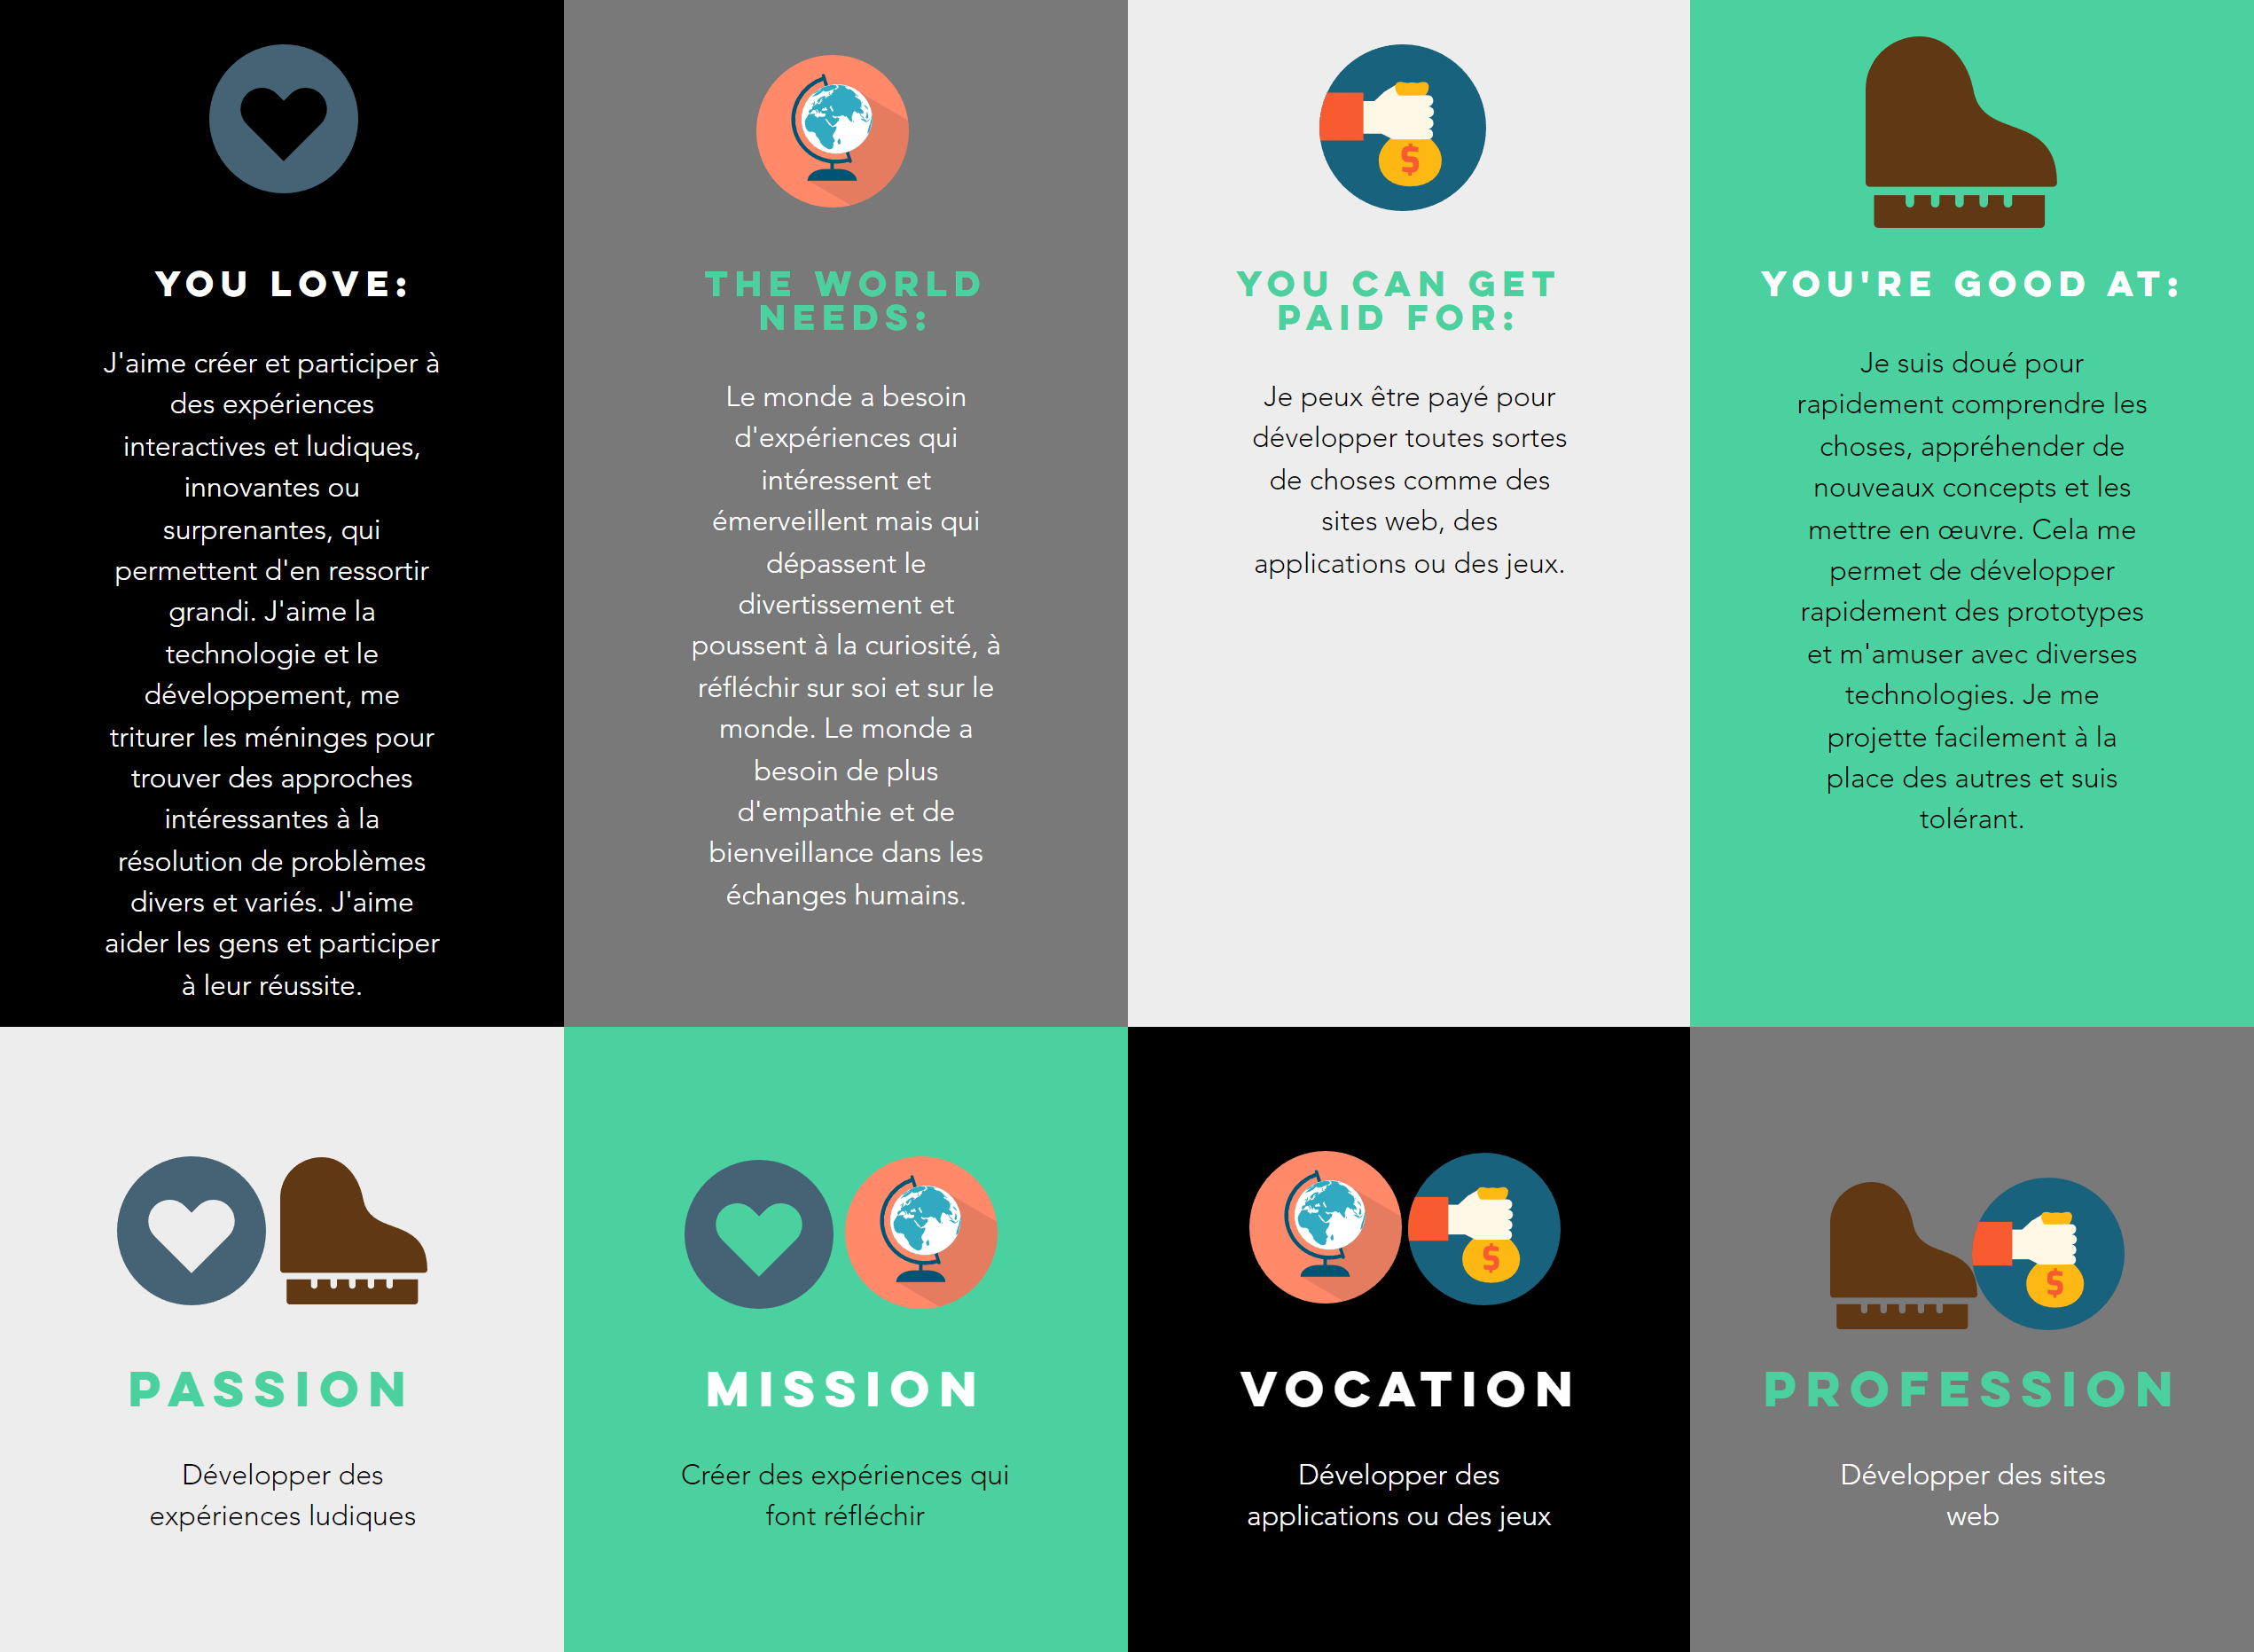 YOU LOVE:
J'aime créer et participer à
des expériences
interactives et ludiques,
innovantes ou
surprenantes, qui
permettent d'en ressortir
grandi. J'aime la
technologie et le
développement, me
triturer les méninges pour
trouver des approches
intéressantes à la
résolution de problèmes
divers et variés. J'aime
aider les gens et participer
à leur réussite.
THE WORLD
NEEDS:
Le monde a besoin
d'expériences qui
intéressent et
émerveillent mais qui
dépassent le
divertissement et
poussent à la curiosité, à
réfléchir sur soi et sur le
monde. Le monde a
besoin de plus
d'empathie et de
bienveillance dans les
échanges humains.
$
YOU CAN GET
PAID FOR:
Je peux être payé pour
développer toutes sortes
de choses comme des
sites web, des
applications ou des jeux.
YOU'RE GOOD AT:
Je suis doué pour
rapidement comprendre les
choses, appréhender de
nouveaux concepts et les
mettre en œuvre. Cela me
permet de développer
rapidement des prototypes
et m'amuser avec diverses
technologies. Je me
projette facilement à la
place des autres et suis
tolérant.
PASSION
Développer des
expériences ludiques
MISSION
Créer des expériences qui
font réfléchir
$
VOCATION
Développer des
applications ou des jeux
$
PROFESSION
Développer des sites
web